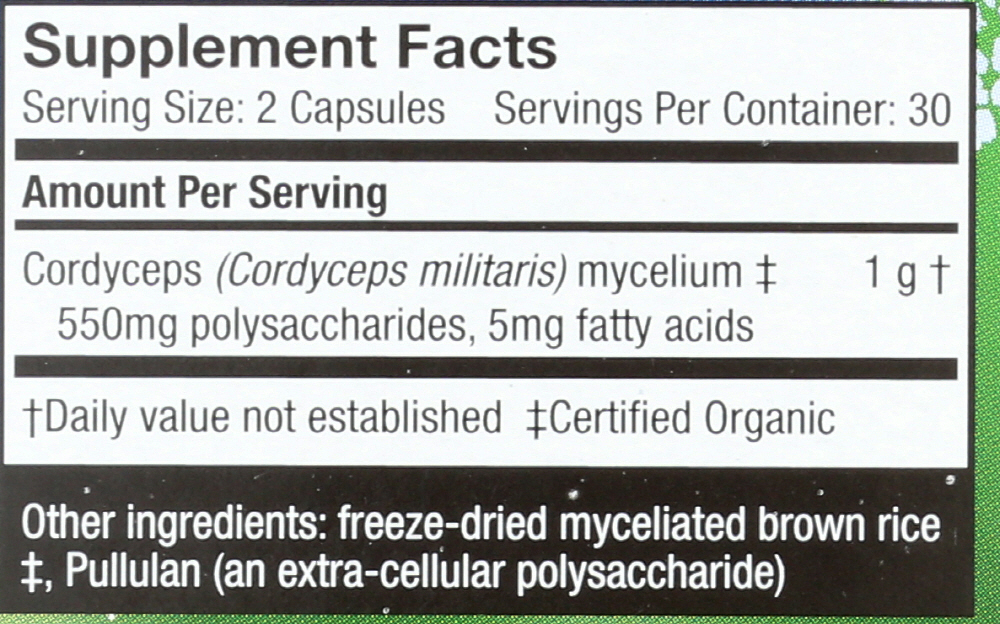 Supplement Facts
Serving Size: 2 Capsules Servings Per Container: 30
Amount Per Serving
Cordyceps (Cordyceps militaris) mycelium ‡ 1 g †
550mg polysaccharides, 5mg fatty acids
†Daily value not established ‡Certified Organic
Other ingredients: freeze-dried myceliated brown rice
‡, Pullulan (an extra-cellular polysaccharide)